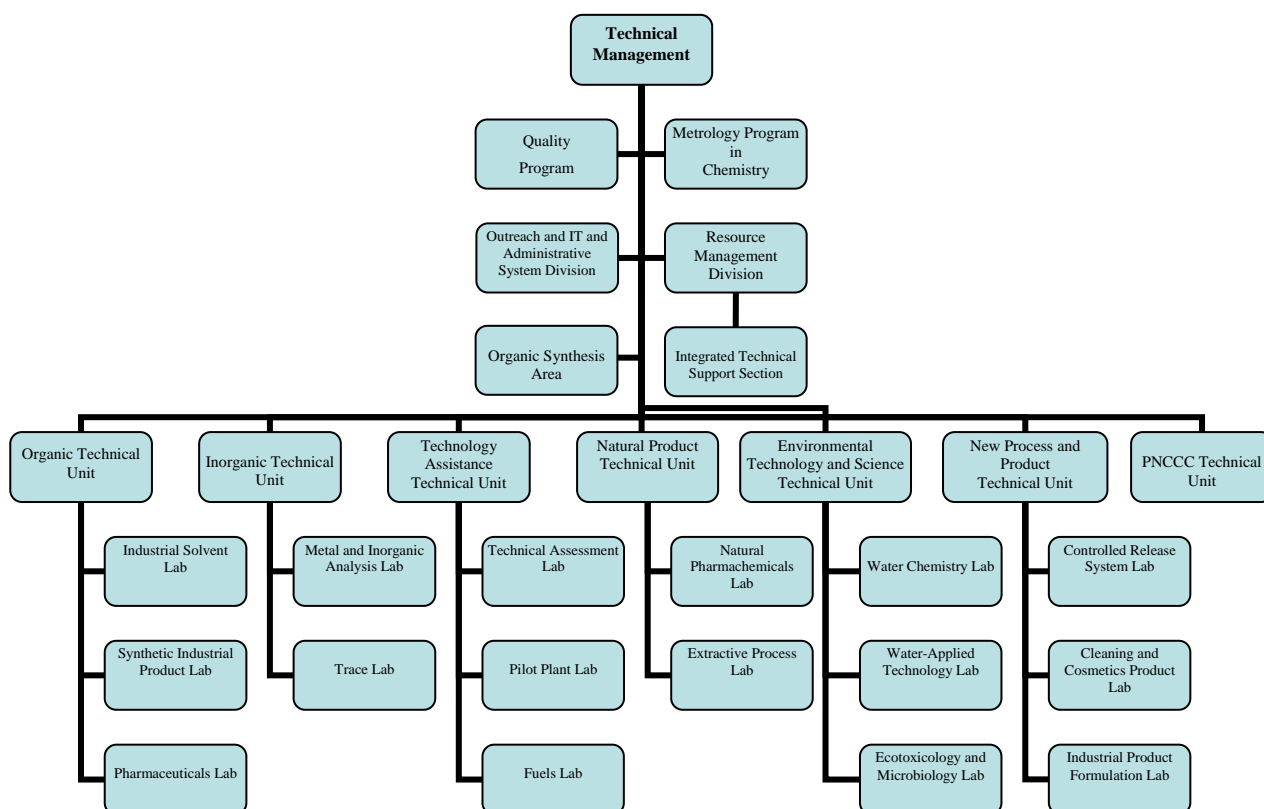 Technical
Management
Quality
Program
Metrology Program
in
Chemistry
Outreach and IT and
Administrative
System Division
Resource
Management
Division
Organic Synthesis
Area
Integrated Technical
Support Section
Organic Technical
Unit
Inorganic Technical
Unit
Technology
Assistance
Technical Unit
Natural Product
Technical Unit
Environmental
Technology and Science
Technical Unit
New Process and
Product
Technical Unit
PNCCC Technical
Unit
Industrial Solvent
Lab
Metal and Inorganic
Analysis Lab
Technical Assessment
Lab
Natural
Pharmachemicals
Lab
Water Chemistry Lab
Controlled Release
System Lab
Synthetic Industrial
Product Lab
Trace Lab
Pilot Plant Lab
Extractive Process
Lab
Water-Applied
Technology Lab
Cleaning and
Cosmetics Product
Lab
Pharmaceuticals Lab
Fuels Lab
Ecotoxicology and
Microbiology Lab
Industrial Product
Formulation Lab